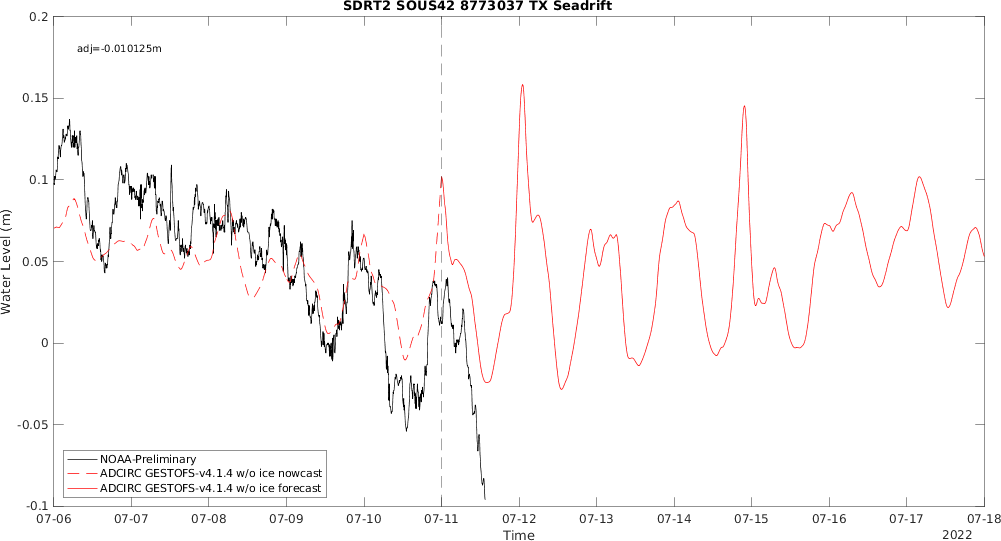 SDRT2 SOUS42 8773037 TX Seadrift
adj=-0.010125m
0.2
0.15
0.1
0.05
0
-0.05
-0.1
Water Level (m)
NOAA-Preliminary
ADCIRC GESTOFS-v4.1.4 w/o ice nowcast
ADCIRC GESTOFS-v4.1.4 w/o ice forecast
07-06 07-07 07-08 07-09 07-10 07-11 07-12 07-13 07-14 07-15 07-16 07-17 07-18
Time
2022